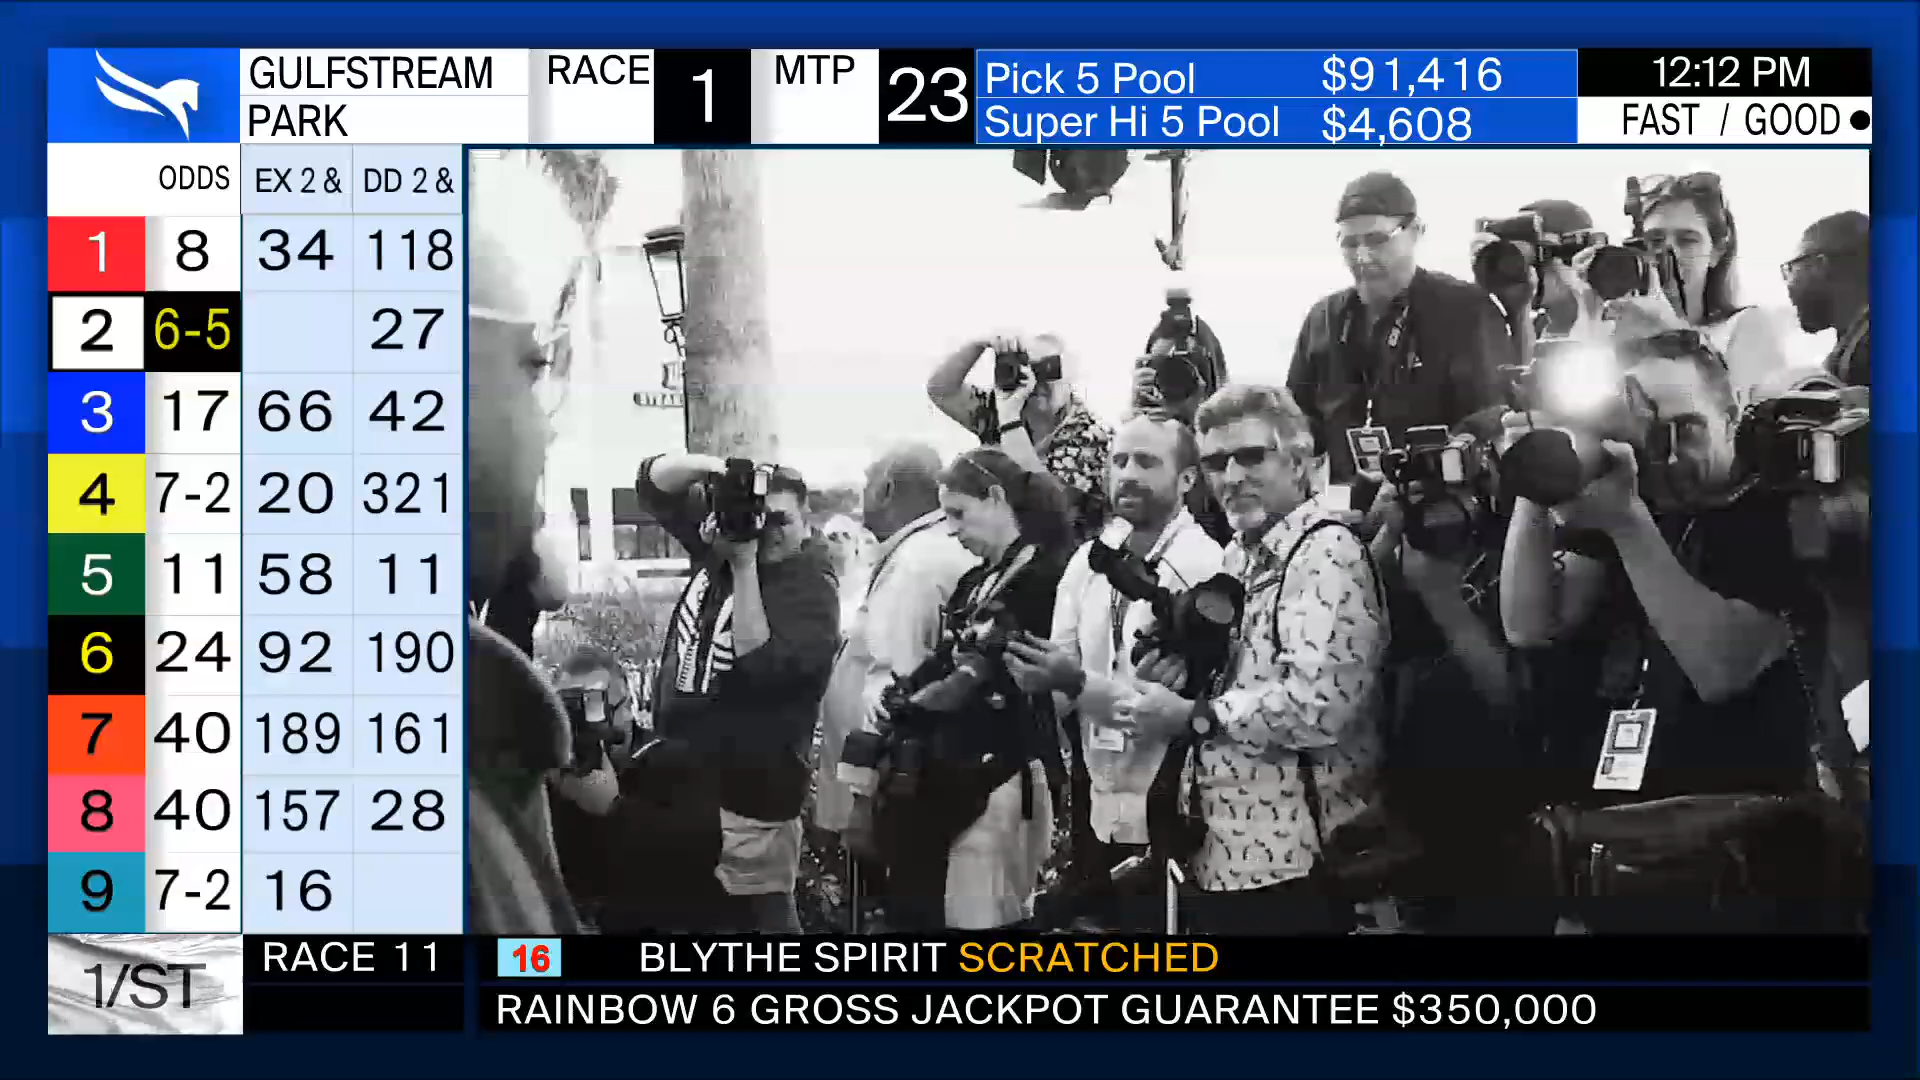 GULFSTREAM PARK RACE 1 MTP 23
Pick 5 Pool $91,416
Super Hi 5 Pool $4,608
12:12 PM
FAST / GOOD
ODDS EX 2 & DD 2 &
1 8 34 118
2 6-5 27
3 17 66 42
4 7-2 20 321
5 11 58 11
6 24 92 190
7 40 189 161
8 40 157 28
9 7-2 16
1/ST
RACE 11 16 BLYTHE SPIRIT SCRATCHED
RAINBOW 6 GROSS JACKPOT GUARANTEE $350,000